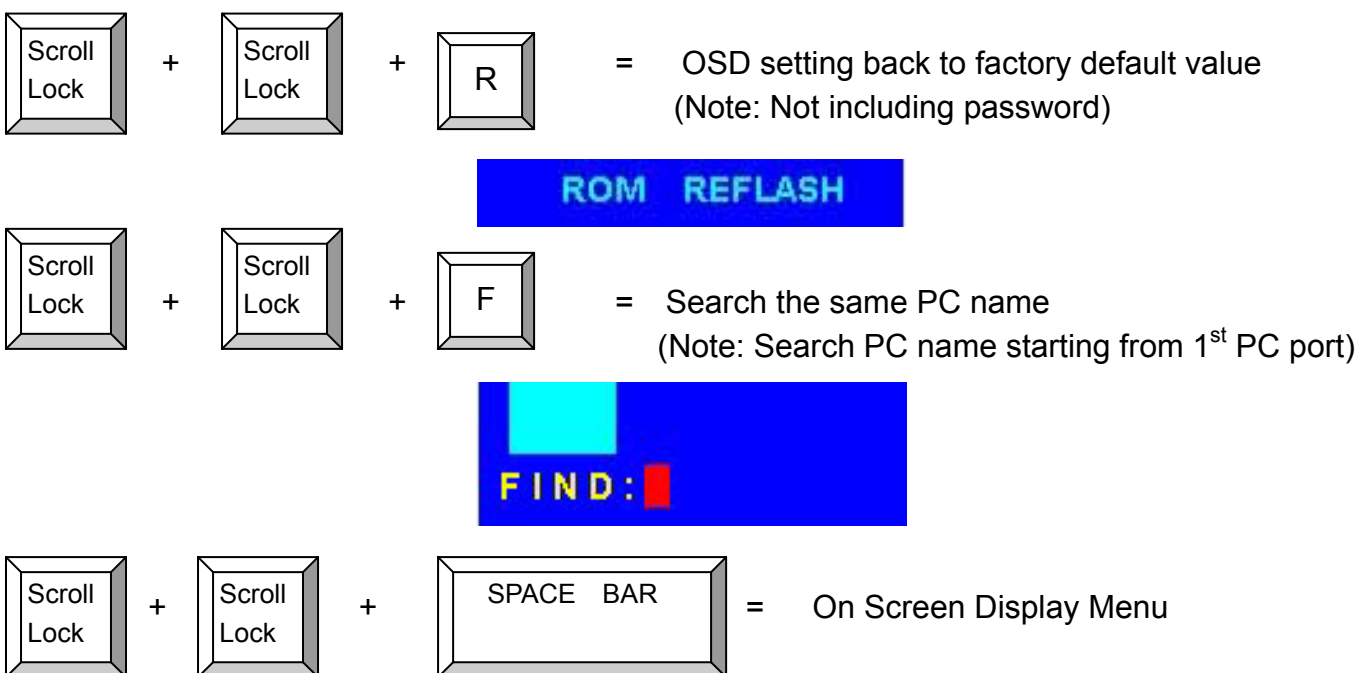 Scroll Lock + Scroll Lock + R = OSD setting back to factory default value
(Note: Not including password)
ROM REFLASH
Scroll Lock + Scroll Lock + F = Search the same PC name
(Note: Search PC name starting from 1st PC port)
FIND:
Scroll Lock + Scroll Lock + SPACE BAR = On Screen Display Menu